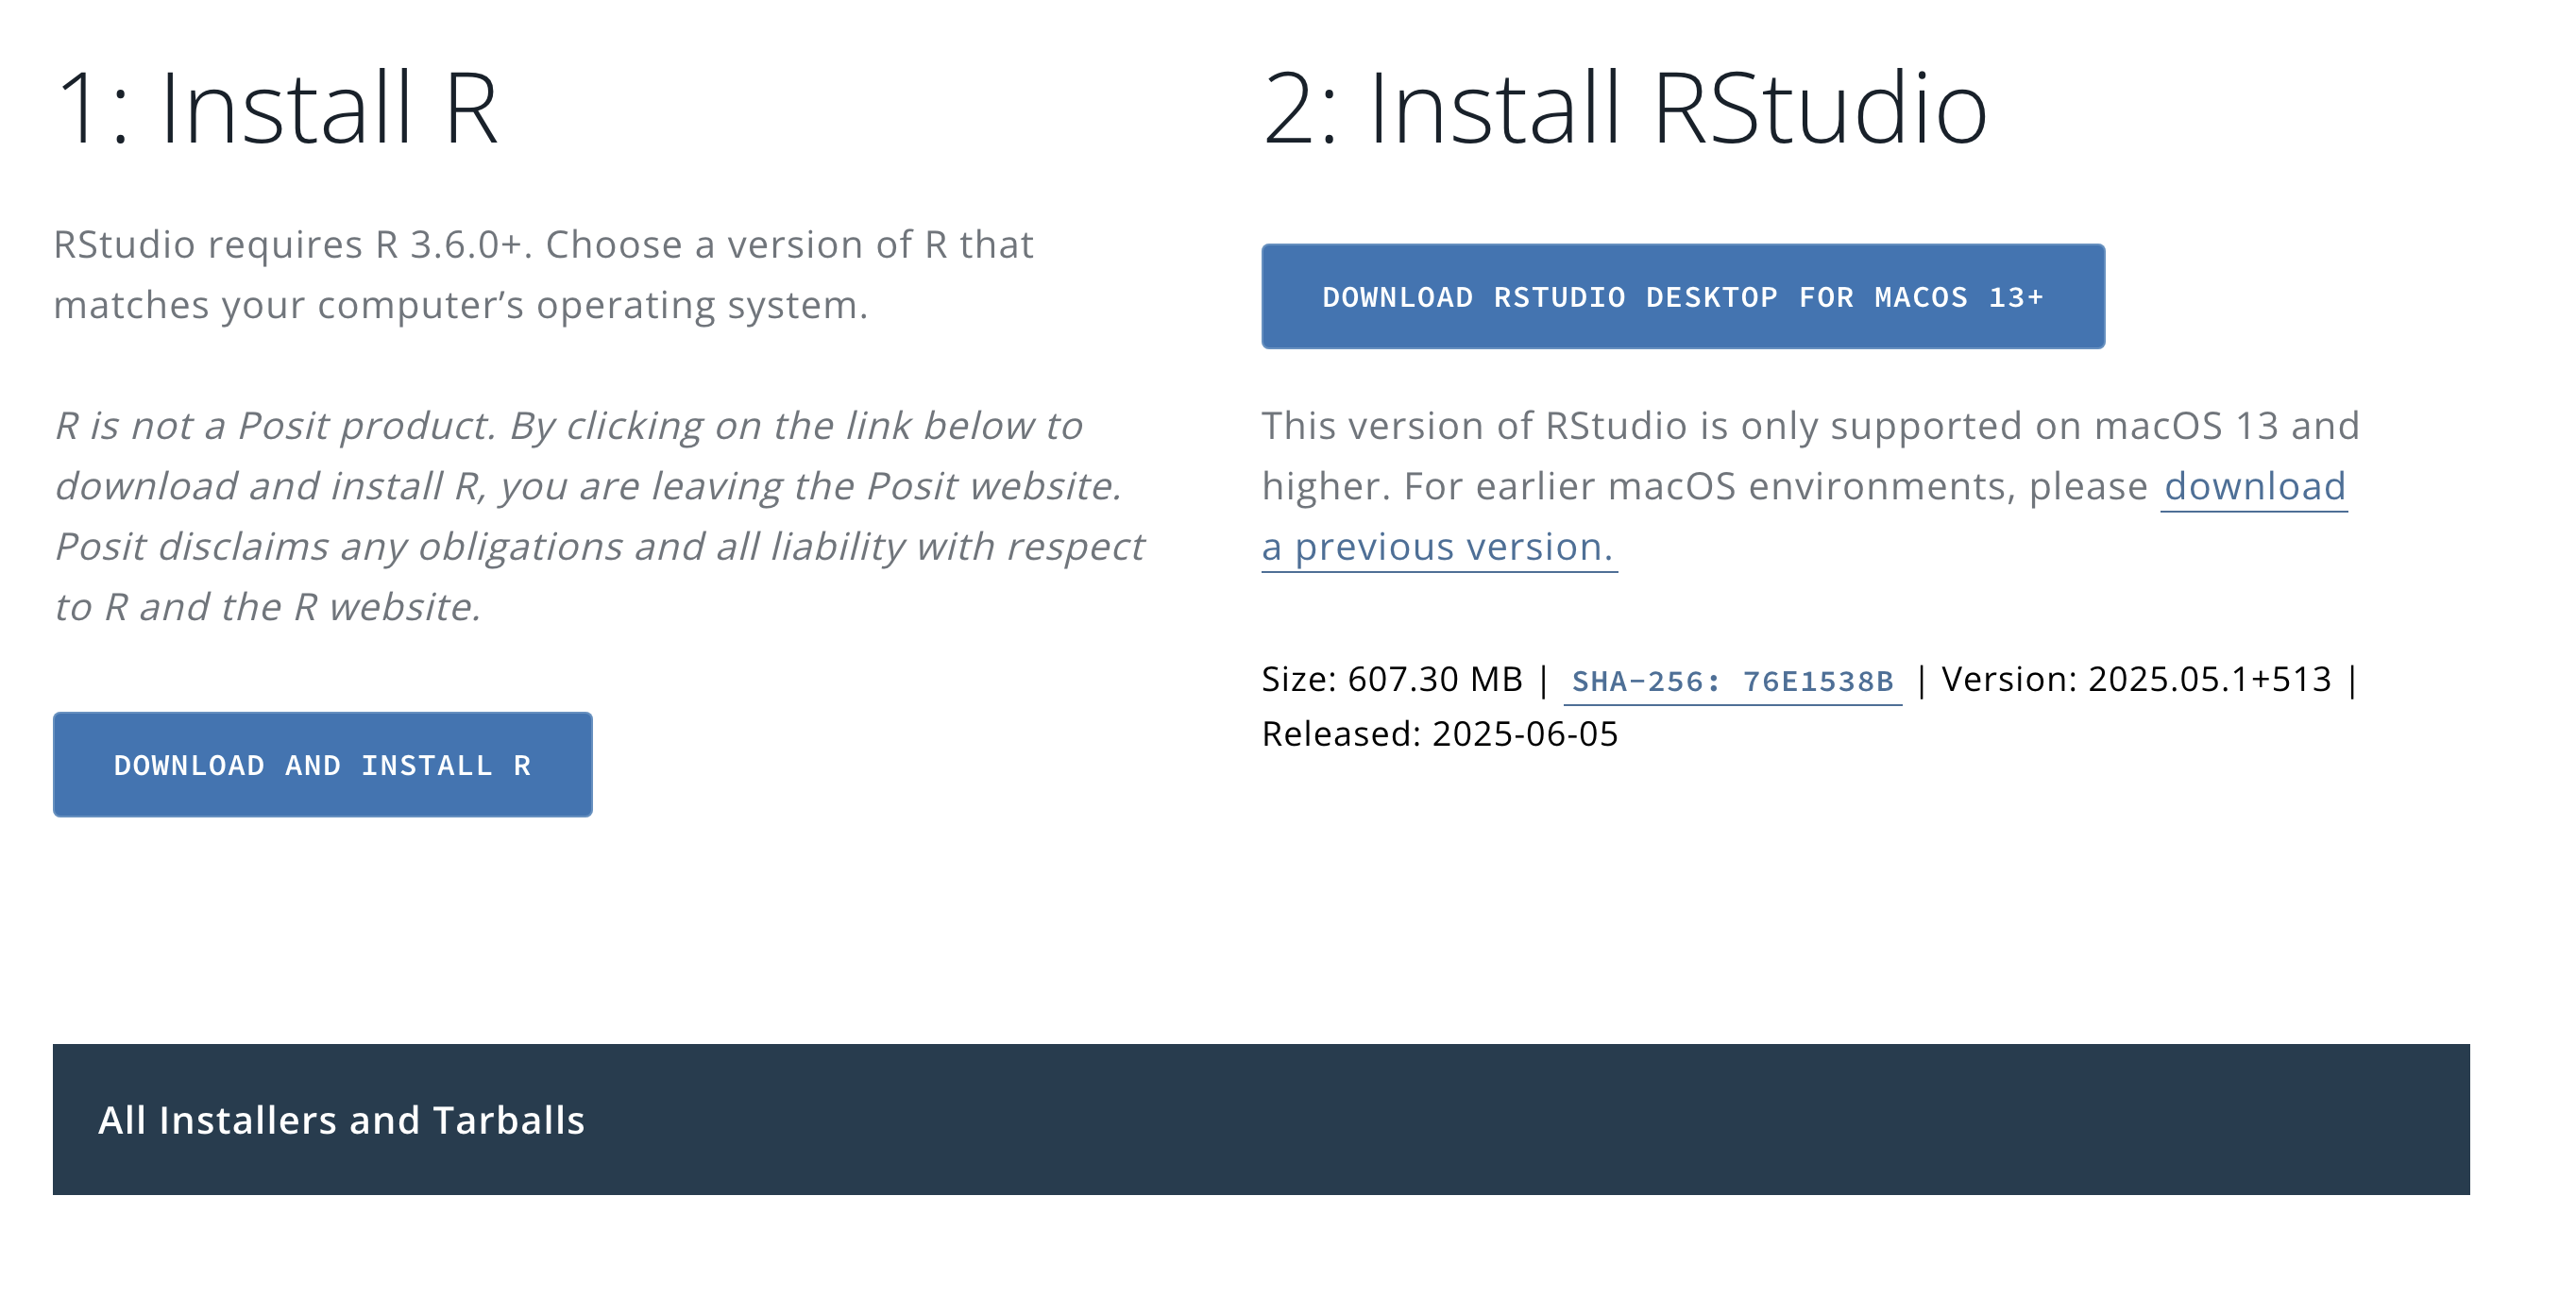 1: Install R
RStudio requires R 3.6.0+. Choose a version of R that
matches your computer’s operating system.
R is not a Posit product. By clicking on the link below to
download and install R, you are leaving the Posit website.
Posit disclaims any obligations and all liability with respect
to R and the R website.
DOWNLOAD AND INSTALL R
2: Install RStudio
DOWNLOAD RSTUDIO DESKTOP FOR MACOS 13+
This version of RStudio is only supported on macOS 13 and
higher. For earlier macOS environments, please download
a previous version.
Size: 607.30 MB | SHA-256: 76E1538B | Version: 2025.05.1+513 |
Released: 2025-06-05
All Installers and Tarballs